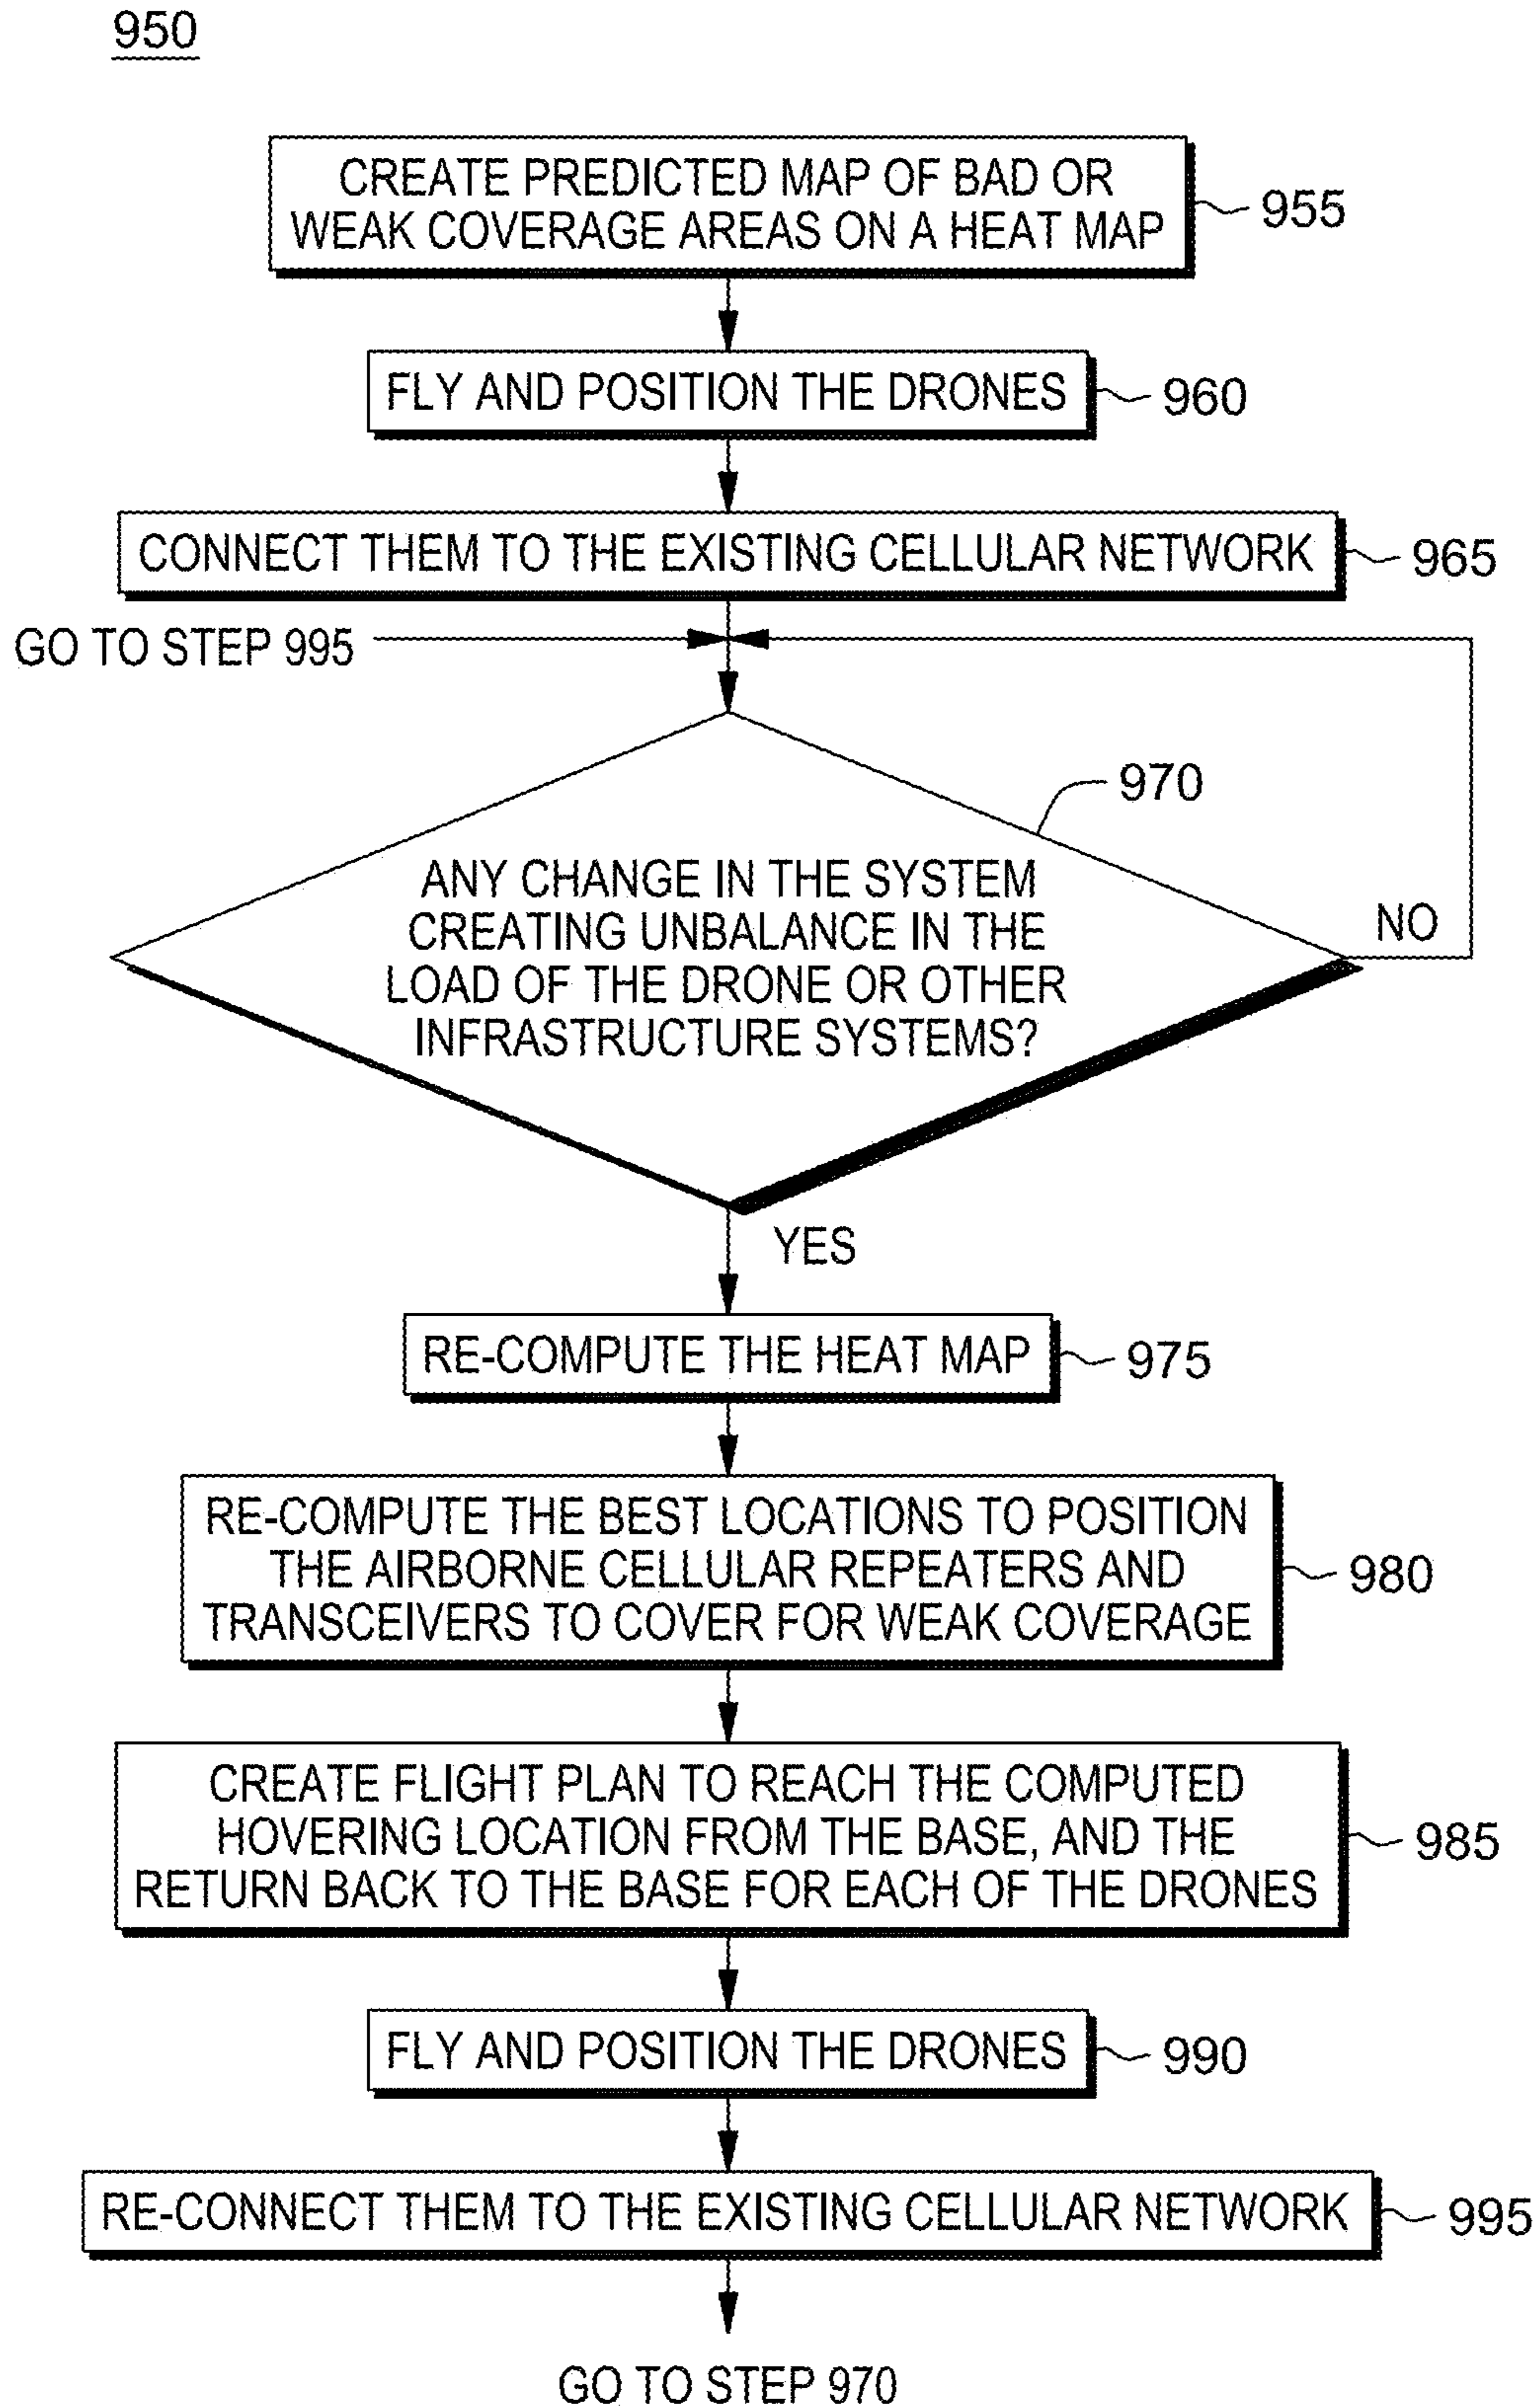 950
CREATE PREDICTED MAP OF BAD OR
WEAK COVERAGE AREAS ON A HEAT MAP
955
FLY AND POSITION THE DRONES
960
CONNECT THEM TO THE EXISTING CELLULAR NETWORK
965
GO TO STEP 995
970
ANY CHANGE IN THE SYSTEM
CREATING UNBALANCE IN THE
LOAD OF THE DRONE OR OTHER
INFRASTRUCTURE SYSTEMS?
NO
YES
RE-COMPUTE THE HEAT MAP
975
RE-COMPUTE THE BEST LOCATIONS TO POSITION
THE AIRBORNE CELLULAR REPEATERS AND
TRANSCEIVERS TO COVER FOR WEAK COVERAGE
980
CREATE FLIGHT PLAN TO REACH THE COMPUTED
HOVERING LOCATION FROM THE BASE, AND THE
RETURN BACK TO THE BASE FOR EACH OF THE DRONES
985
FLY AND POSITION THE DRONES
990
RE-CONNECT THEM TO THE EXISTING CELLULAR NETWORK
995
GO TO STEP 970